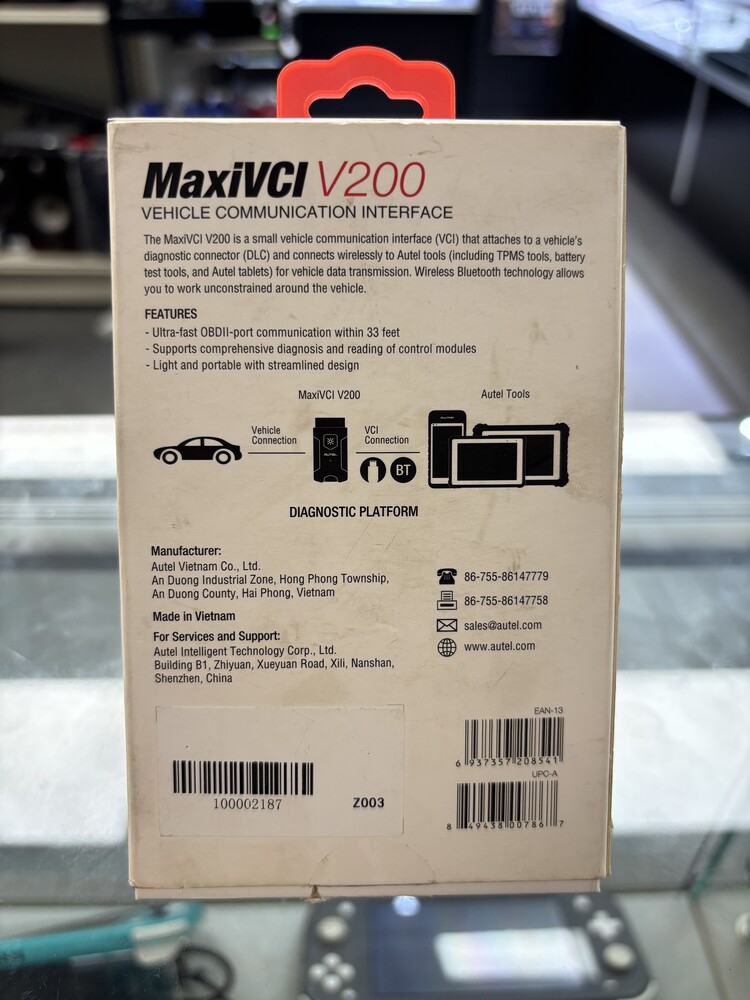 MaxiVCI V200
VEHICLE COMMUNICATION INTERFACE
The MaxiVCI V200 is a small vehicle communication interface (VCI) that attaches to a vehicle's
diagnostic connector (DLC) and connects wirelessly to Autel tools (including TPMS tools, battery
test tools, and Autel tablets) for vehicle data transmission. Wireless Bluetooth technology allows
you to work unconstrained around the vehicle.
FEATURES
- Ultra-fast OBDII-port communication within 33 feet
- Supports comprehensive diagnosis and reading of control modules
- Light and portable with streamlined design
MaxiVCI V200
Autel Tools
Vehicle
Connection
AUTEL
VCI
Connection
BT
DIAGNOSTIC PLATFORM
Manufacturer:
Autel Vietnam Co., Ltd.
An Duong Industrial Zone, Hong Phong Township,
An Duong County, Hai Phong, Vietnam
Made in Vietnam
For Services and Support:
Autel Intelligent Technology Corp., Ltd.
Building B1, Zhiyuan, Xueyuan Road, Xili, Nanshan,
Shenzhen, China
86-755-86147779
86-755-86147758
sales@autel.com
www.autel.com
100002187
Z003
EAN-13
6 937357 208541
UPC-A
8 49438 00786 7